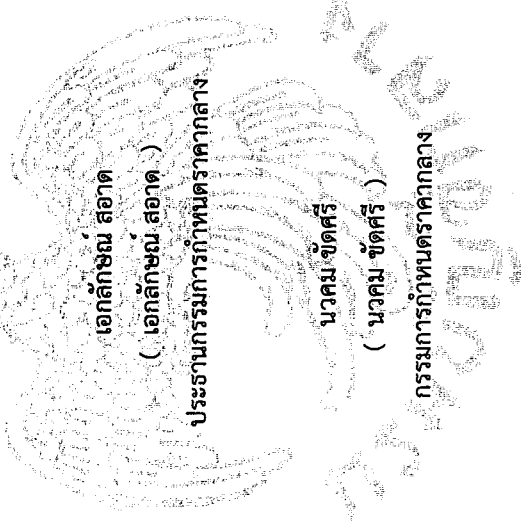 เอกลักษณ์ สอาด
( เอกลักษณ์ สอาด )
ประธานกรรมการกำหนดราคากลาง
นวคม ขัดศรี
( นวคม ขัดศรี )
กรรมการกำหนดราคากลาง